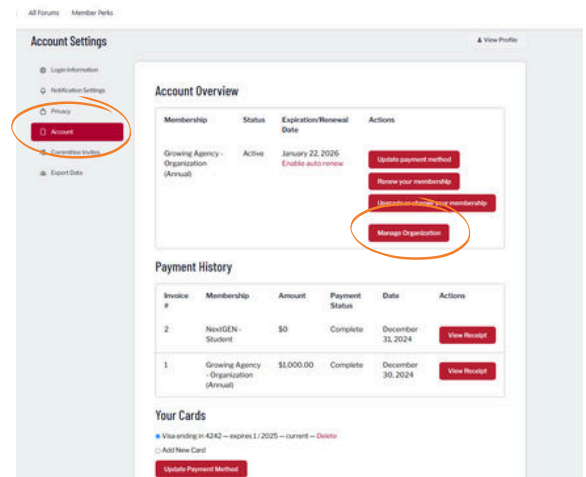 All Forums Member Perks
Account Settings
View Profile
Login Information
Notification Settings
Privacy
Account
Committee Invites
Export Data
Account Overview
Membership Status Expiration/Renewal Date Actions
Growing Agency - Organization (Annual) Active January 22, 2026 Enable auto renew
Update payment method
Renew your membership
Upgrade or change your membership
Manage Organization
Payment History
Invoice # Membership Amount Payment Status Date Actions
2 NextGEN - Student $0 Complete December 31, 2024 View Receipt
1 Growing Agency - Organization (Annual) $1,000.00 Complete December 30, 2024 View Receipt
Your Cards
Visa ending in 4242 — expires 1/2025 — current — Delete
Add New Card
Update Payment Method